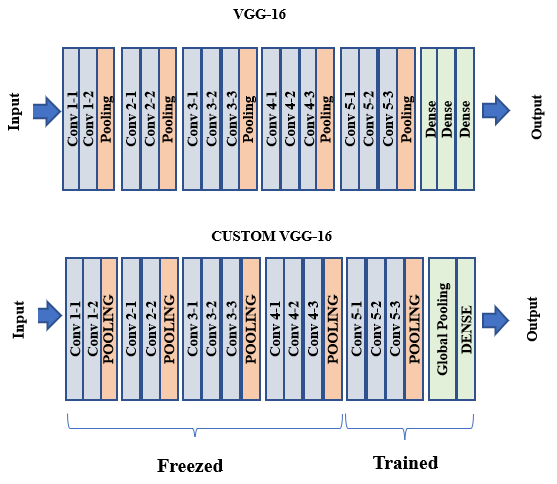 VGG-16
Input
Conv 1-1
Conv 1-2
Pooling
Conv 2-1
Conv 2-2
Pooling
Conv 3-1
Conv 3-2
Conv 3-3
Pooling
Conv 4-1
Conv 4-2
Conv 4-3
Pooling
Conv 5-1
Conv 5-2
Conv 5-3
Pooling
Dense
Dense
Dense
Output
CUSTOM VGG-16
Input
Conv 1-1
Conv 1-2
POOLING
Conv 2-1
Conv 2-2
POOLING
Conv 3-1
Conv 3-2
Conv 3-3
POOLING
Conv 4-1
Conv 4-2
Conv 4-3
POOLING
Conv 5-1
Conv 5-2
Conv 5-3
POOLING
Global Pooling
DENSE
Output
Freezed
Trained